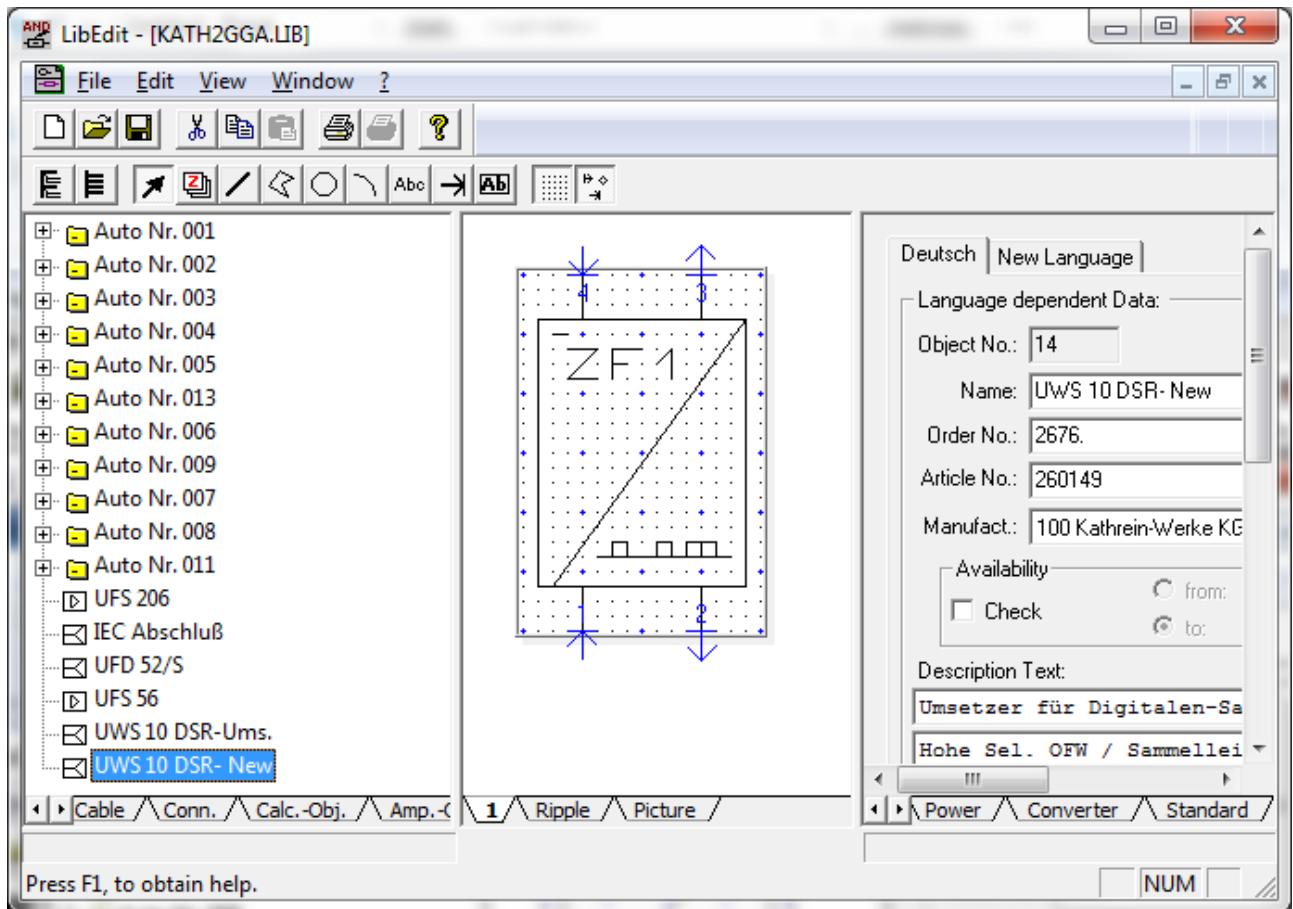 AND LibEdit - [KATH2GGA.LIB]
File Edit View Window ?
Z Abc Ab
Auto Nr. 001
Auto Nr. 002
Auto Nr. 003
Auto Nr. 004
Auto Nr. 005
Auto Nr. 013
Auto Nr. 006
Auto Nr. 009
Auto Nr. 007
Auto Nr. 008
Auto Nr. 011
UFS 206
IEC Abschluß
UFD 52/S
UFS 56
UWS 10 DSR-Ums.
UWS 10 DSR- New
Cable Conn. Calc.-Obj. Amp.-
4 3
ZF1
1 2
1 Ripple Picture
Deutsch New Language
Language dependent Data:
Object No.: 14
Name: UWS 10 DSR- New
Order No.: 2676.
Article No.: 260149
Manufact.: 100 Kathrein-Werke KG
Availability
Check
from:
to:
Description Text:
Umsetzer für Digitalen-Sa
Hohe Sel. OFW / Sammellei
Power Converter Standard
Press F1, to obtain help.
NUM